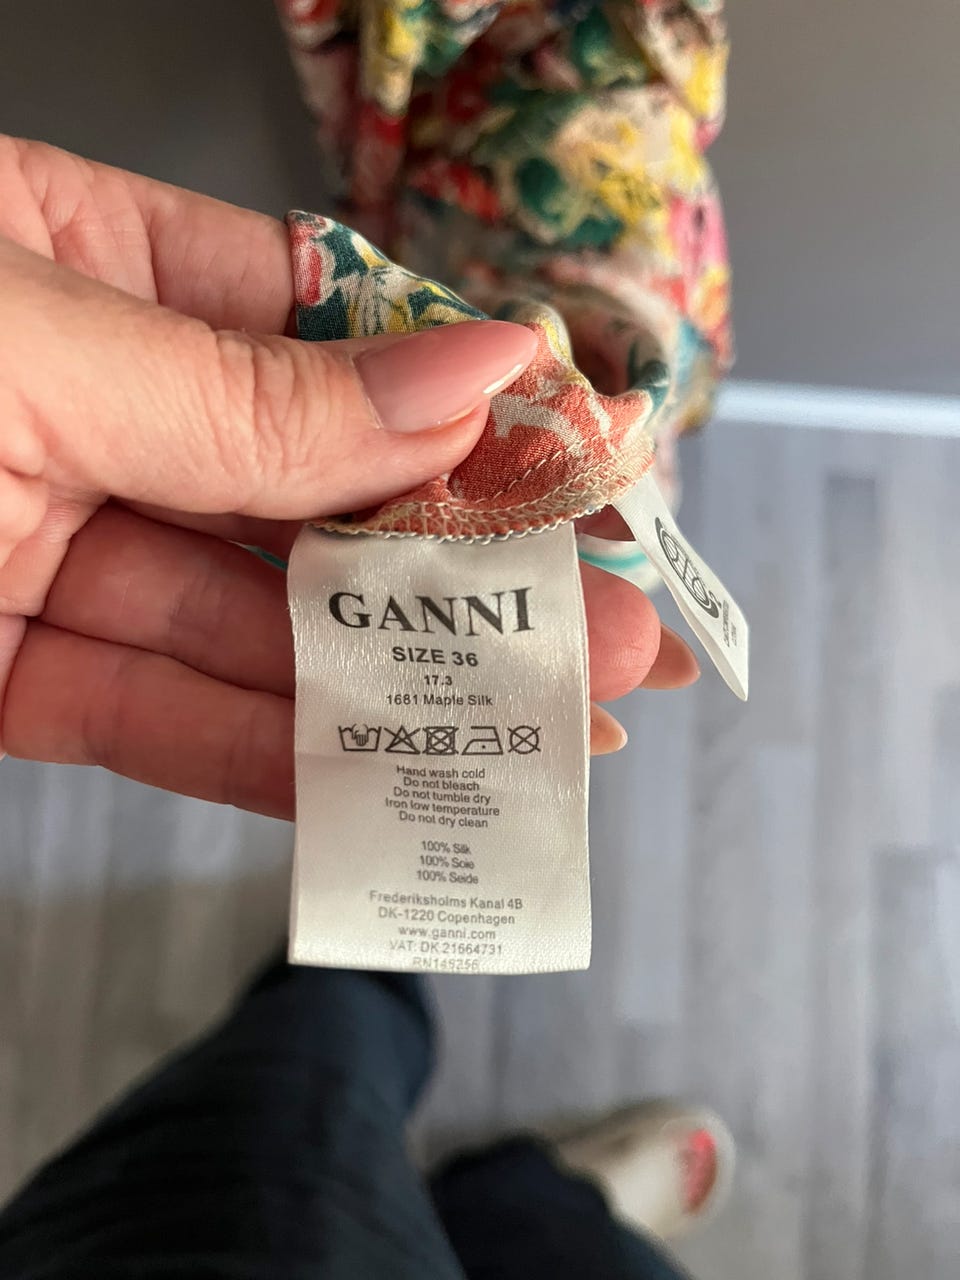 GANNI
SIZE 36
17.3
1681 Maple Silk
Hand wash cold
Do not bleach
Do not tumble dry
Iron low temperature
Do not dry clean
100% Silk
100% Soie
100% Seide
Frederiksholms Kanal 4B
DK-1220 Copenhagen
www.ganni.com
VAT: DK 21664731
RN149256